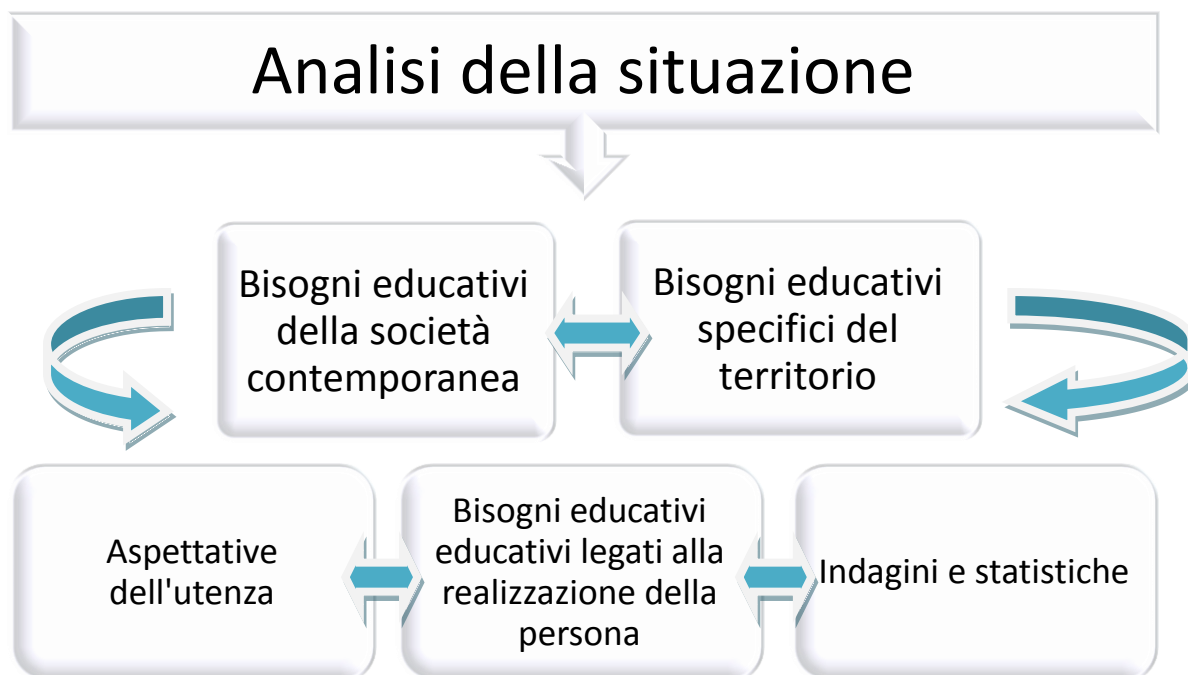 Analisi della situazione
Bisogni educativi
della società
contemporanea
Bisogni educativi
specifici del
territorio
Aspettative
dell'utenza
Bisogni educativi
educativi legati alla
realizzazione della
persona
Indagini e statistiche